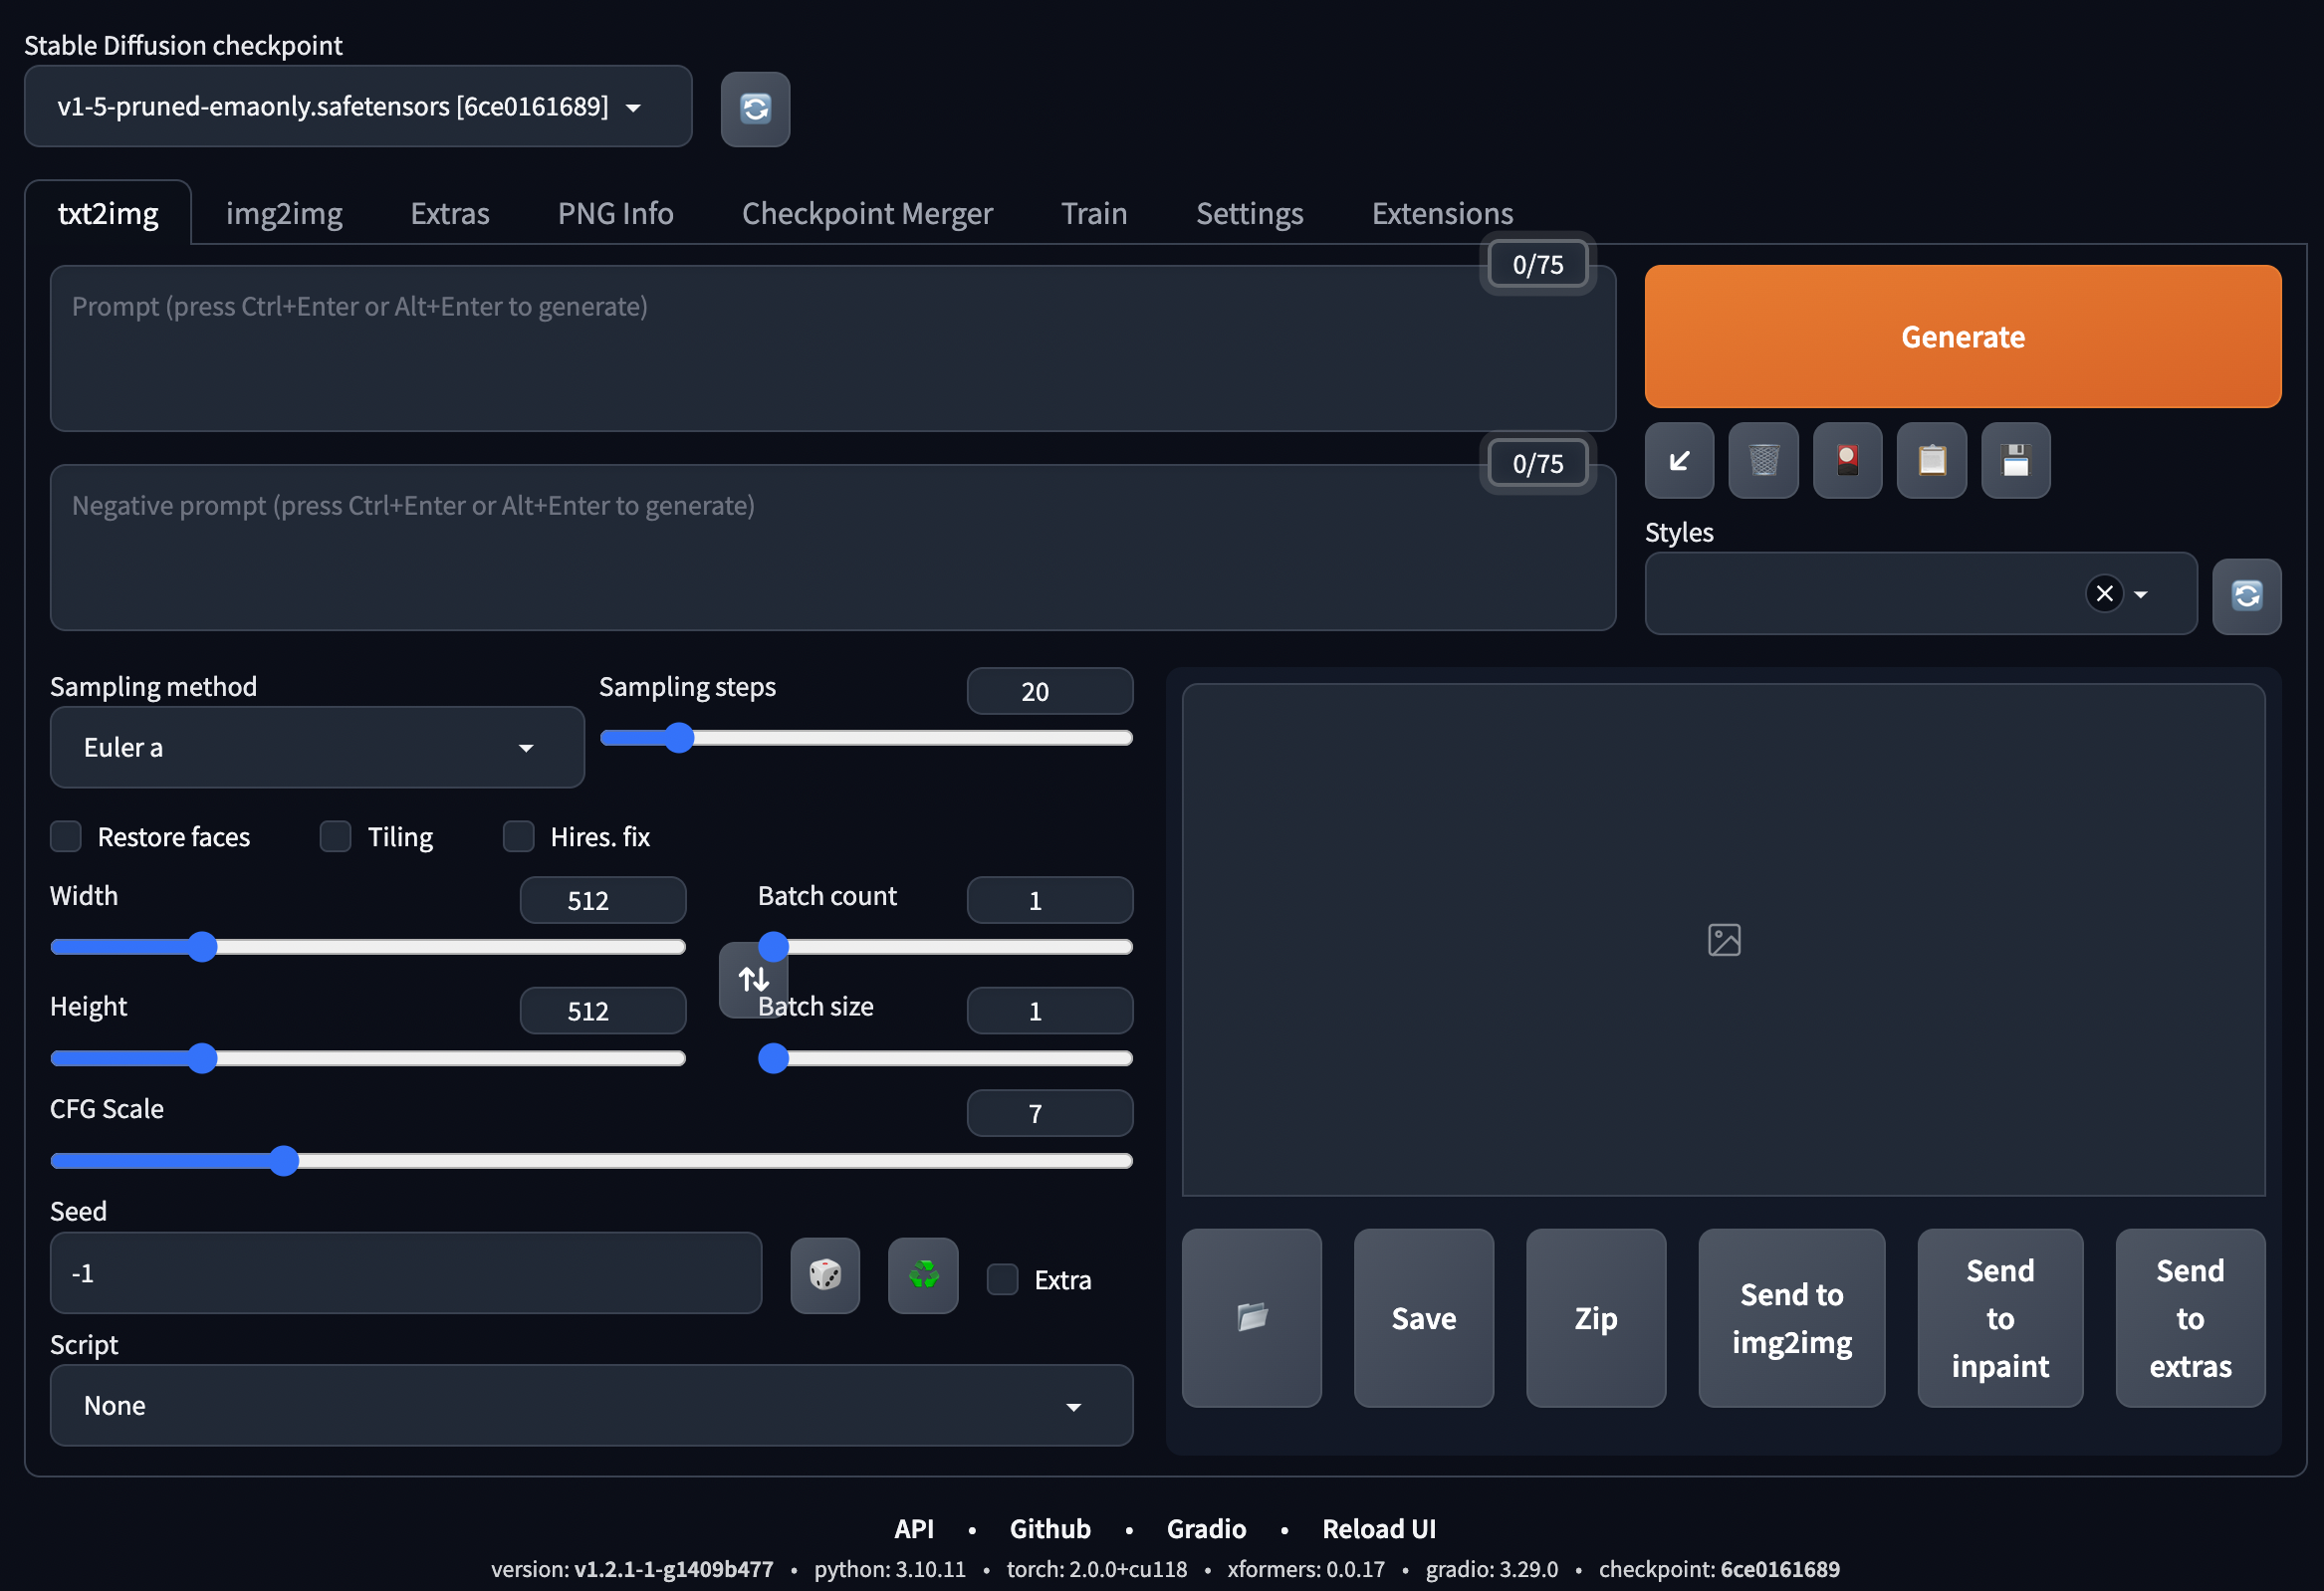 Stable Diffusion checkpoint
v1-5-pruned-emaonly.safetensors [6ce0161689]
txt2img img2img Extras PNG Info Checkpoint Merger Train Settings Extensions
0/75
Prompt (press Ctrl+Enter or Alt+Enter to generate)
Generate
0/75
Negative prompt (press Ctrl+Enter or Alt+Enter to generate)
Styles
Sampling method
Euler a
Sampling steps
20
Restore faces
Tiling
Hires. fix
Width
512
Batch count
1
Height
512
Batch size
1
CFG Scale
7
Seed
-1
Extra
Script
None
Save
Zip
Send to
img2img
Send
to
inpaint
Send
to
extras
API • Github • Gradio • Reload UI
version: v1.2.1-1-g1409b477 • python: 3.10.11 • torch: 2.0.0+cu118 • xformers: 0.0.17 • gradio: 3.29.0 • checkpoint: 6ce0161689